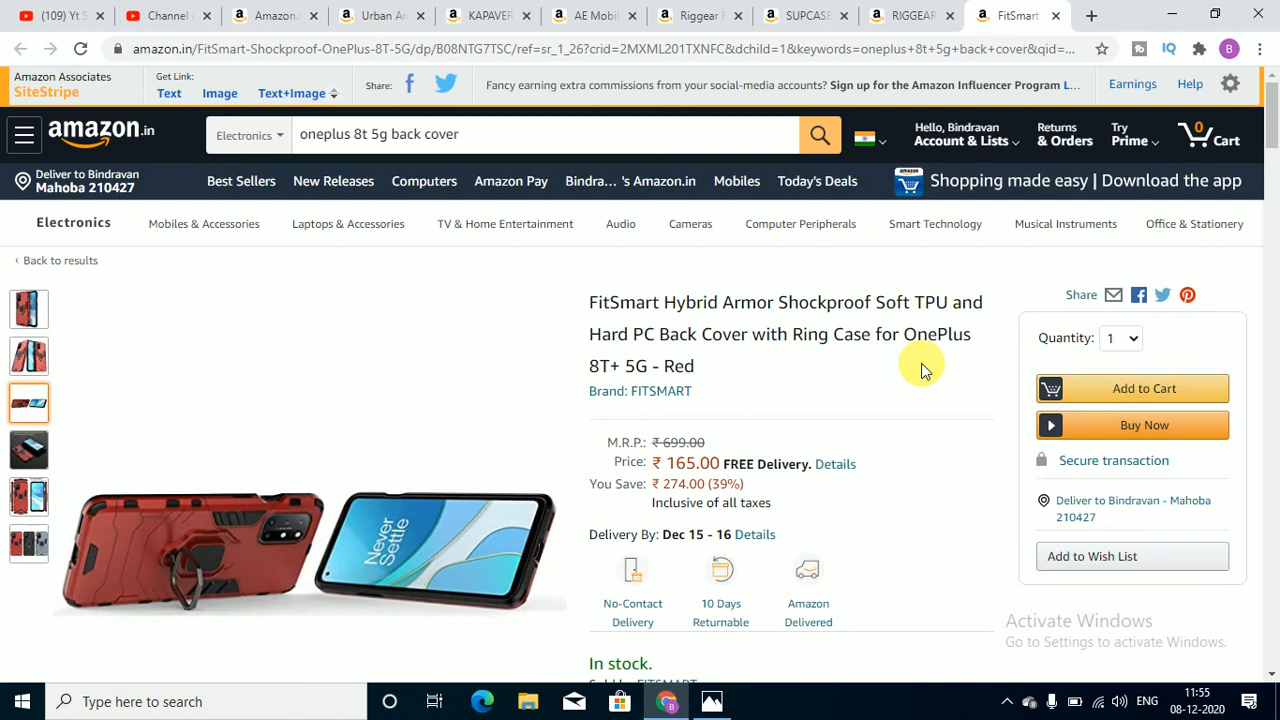 (109) Yt S
Channel
Amazon.i
Urban Ar
KAPAVER
AE Mobil
Riggear F
SUPCASE
RIGGEAR
FitSmart
amazon.in/FitSmart-Shockproof-OnePlus-8T-5G/dp/B08NTG7TSC/ref=sr_1_26?crid=2MXML201TXNFC&dchild=1&keywords=oneplus+8t+5g+back+cover&qid=...
IQ
B
Amazon Associates
SiteStripe
Get Link:
Text
Image
Text+Image
Share:
Fancy earning extra commissions from your social-media accounts? Sign up for the Amazon Influencer Program L...
Earnings
Help
amazon.in
Electronics
oneplus 8t 5g back cover
Hello, Bindravan
Account & Lists
Returns
& Orders
Try
Prime
0
Cart
Deliver to Bindravan
Mahoba 210427
Best Sellers
New Releases
Computers
Amazon Pay
Bindra... 's Amazon.in
Mobiles
Today's Deals
amazon
Shopping made easy | Download the app
Electronics
Mobiles & Accessories
Laptops & Accessories
TV & Home Entertainment
Audio
Cameras
Computer Peripherals
Smart Technology
Musical Instruments
Office & Stationery
‹ Back to results
FitSmart Hybrid Armor Shockproof Soft TPU and
Hard PC Back Cover with Ring Case for OnePlus
8T+ 5G - Red
Brand: FITSMART
M.R.P.: ₹ 699.00
Price: ₹ 165.00 FREE Delivery. Details
You Save: ₹ 274.00 (39%)
Inclusive of all taxes
Delivery By: Dec 15 - 16 Details
No-Contact
Delivery
10 Days
Returnable
Amazon
Delivered
In stock.
Sold by FITSMART
NEVER
SETTLE
Share
Quantity: 1
Add to Cart
Buy Now
Secure transaction
Deliver to Bindravan - Mahoba
210427
Add to Wish List
Activate Windows
Go to Settings to activate Windows.
Type here to search
B
ENG
11:55
08-12-2020